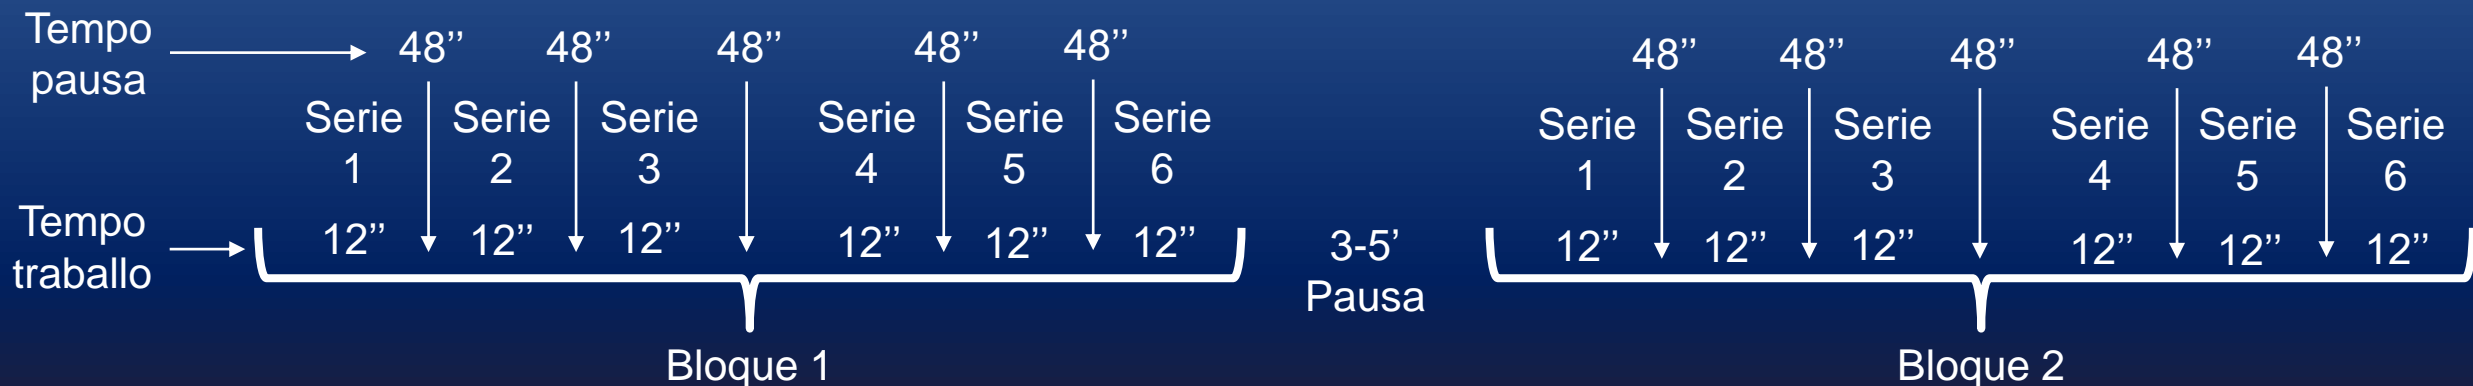 Tempo
pausa
48’’ 48’’ 48’’ 48’’ 48’’
48’’ 48’’ 48’’ 48’’ 48’’
Serie Serie Serie Serie Serie Serie
1 2 3 4 5 6
Serie Serie Serie Serie Serie Serie
1 2 3 4 5 6
Tempo
traballo
12’’ 12’’ 12’’ 12’’ 12’’ 12’’
3-5’
Pausa
12’’ 12’’ 12’’ 12’’ 12’’ 12’’
Bloque 1
Bloque 2